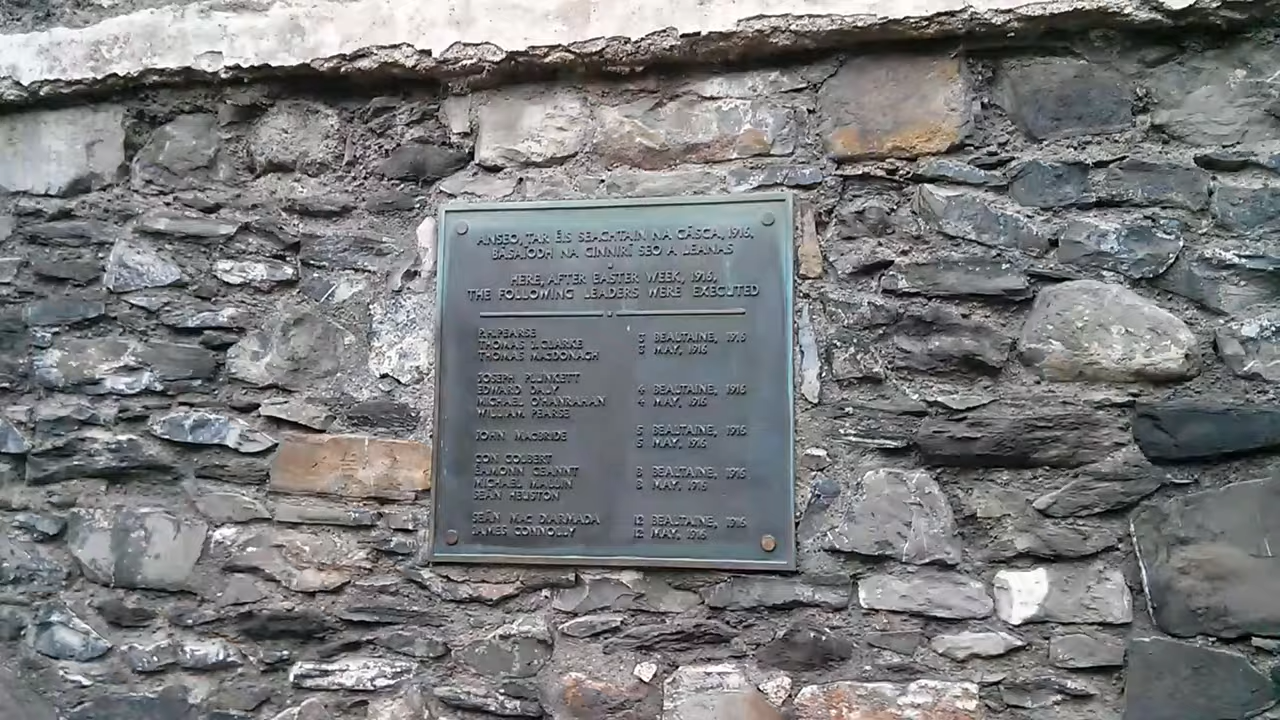 ANSEO, TAR ÉIS SEACHTAIN NA CÁSCA, 1916,
BÁSAÍODH NA CINNIRÍ SEO A LEANAS
HERE, AFTER EASTER WEEK, 1916,
THE FOLLOWING LEADERS WERE EXECUTED
P.H. PEARSE 3 BEALTAINE, 1916
THOMAS J. CLARKE 3 MAY, 1916
THOMAS MACDONAGH
JOSEPH PLUNKETT
EDWARD DALY 4 BEALTAINE, 1916
MICHAEL O'HANRAHAN 4 MAY, 1916
WILLIAM PEARSE
JOHN MACBRIDE 5 BEALTAINE, 1916
5 MAY, 1916
CON COLBERT
EAMONN CEANNT 8 BEALTAINE, 1916
MICHAEL MALLIN 8 MAY, 1916
SEAN HEUSTON
SEÁN MAC DIARMADA 12 BEALTAINE, 1916
JAMES CONNOLLY 12 MAY, 1916